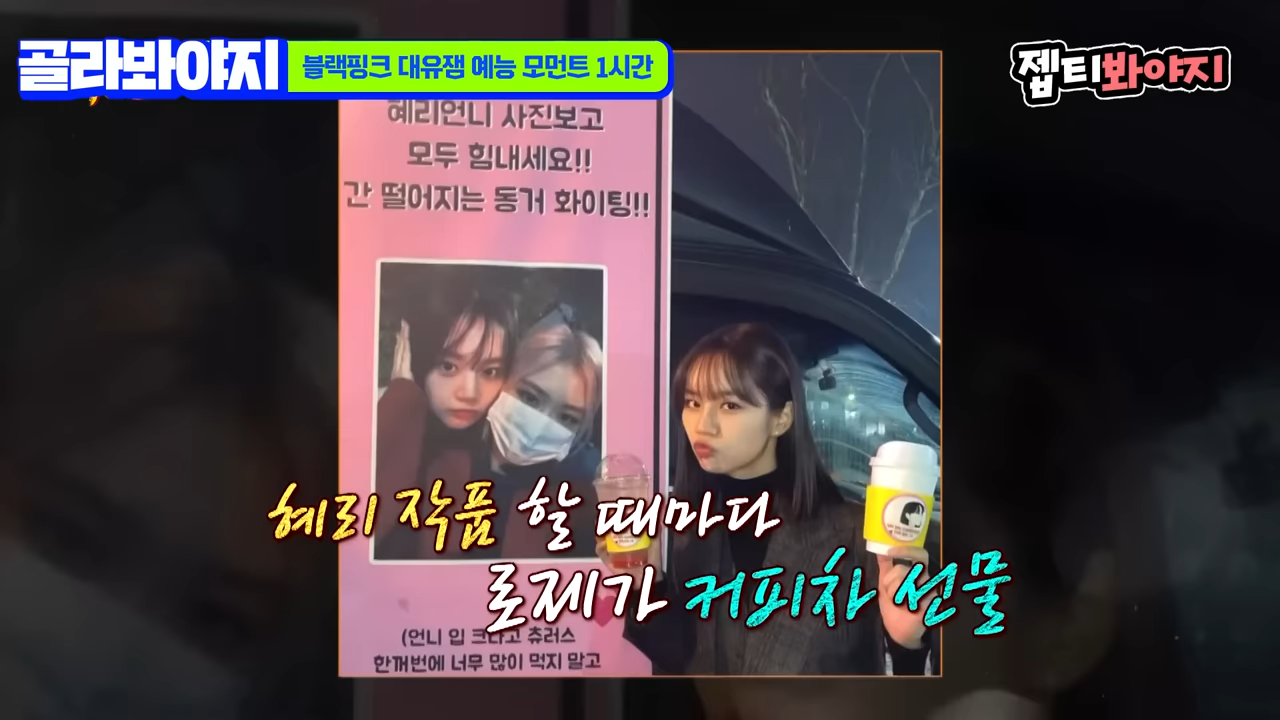 골라봐야지
블랙핑크 대유잼 예능 모먼트 1시간
젭티봐야지
혜리언니 사진보고
모두 힘내세요!!
간 떨어지는 동거 화이팅!!
혜리 작품 할 때마다
로제가 커피차 선물
(언니 입 크다고 츄러스
한꺼번에 너무 많이 먹지 말고